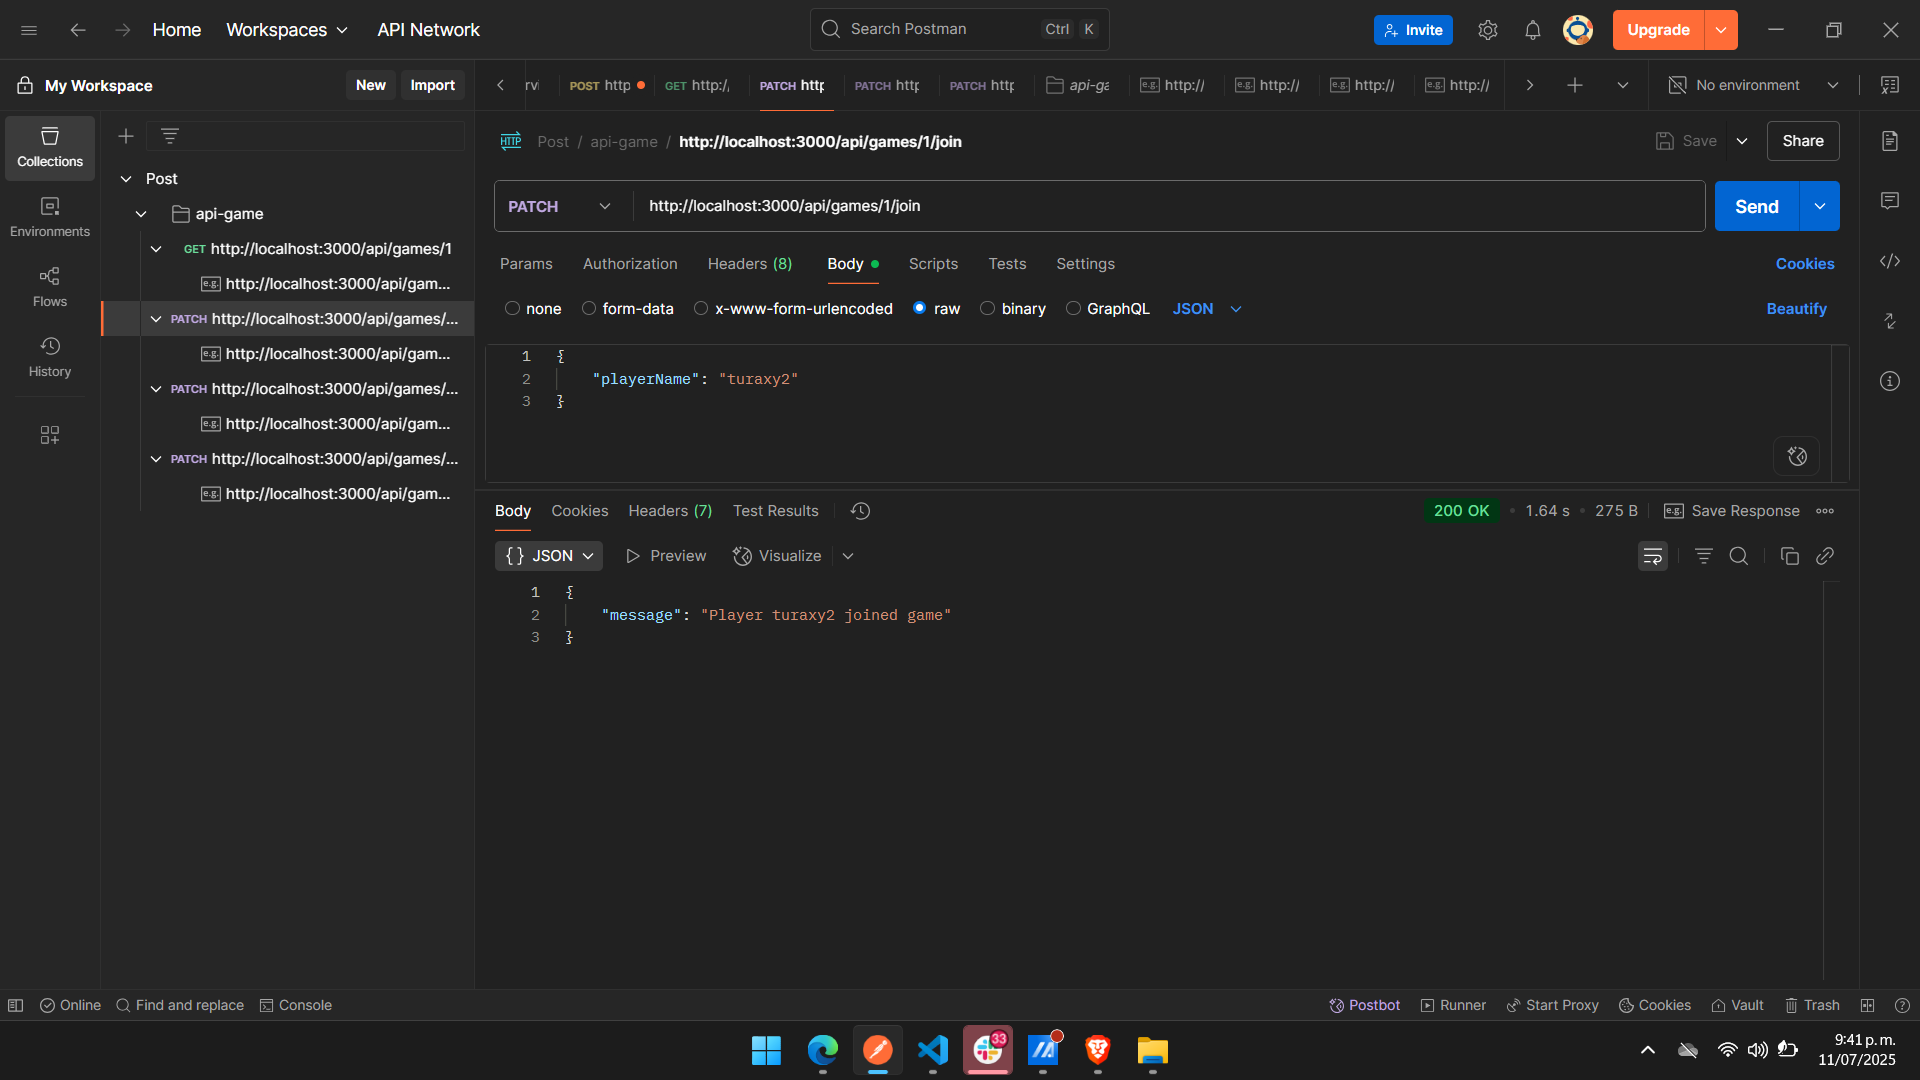 Home
Workspaces
API Network
Search Postman
Ctrl
K
Invite
Upgrade
My Workspace
New
Import
POST http
GET http:/
PATCH htt
PATCH htt
PATCH htt
api-ga
e.g. http://
e.g. http://
e.g. http://
e.g. http://
No environment
Collections
Environments
Flows
History
Post
api-game
GET http://localhost:3000/api/games/1
e.g. http://localhost:3000/api/gam...
PATCH http://localhost:3000/api/games/...
e.g. http://localhost:3000/api/gam...
PATCH http://localhost:3000/api/games/...
e.g. http://localhost:3000/api/gam...
PATCH http://localhost:3000/api/games/...
e.g. http://localhost:3000/api/gam...
HTTP Post / api-game / http://localhost:3000/api/games/1/join
Save
Share
PATCH
http://localhost:3000/api/games/1/join
Send
Params
Authorization
Headers (8)
Body
Scripts
Tests
Settings
Cookies
none
form-data
x-www-form-urlencoded
raw
binary
GraphQL
JSON
Beautify
1 {
2 "playerName": "turaxy2"
3 }
Body
Cookies
Headers (7)
Test Results
200 OK • 1.64 s • 275 B
e.g. Save Response
{} JSON
Preview
Visualize
1 {
2 "message": "Player turaxy2 joined game"
3 }
Online
Find and replace
Console
Postbot
Runner
Start Proxy
Cookies
Vault
Trash
33
9:41 p.m.
11/07/2025